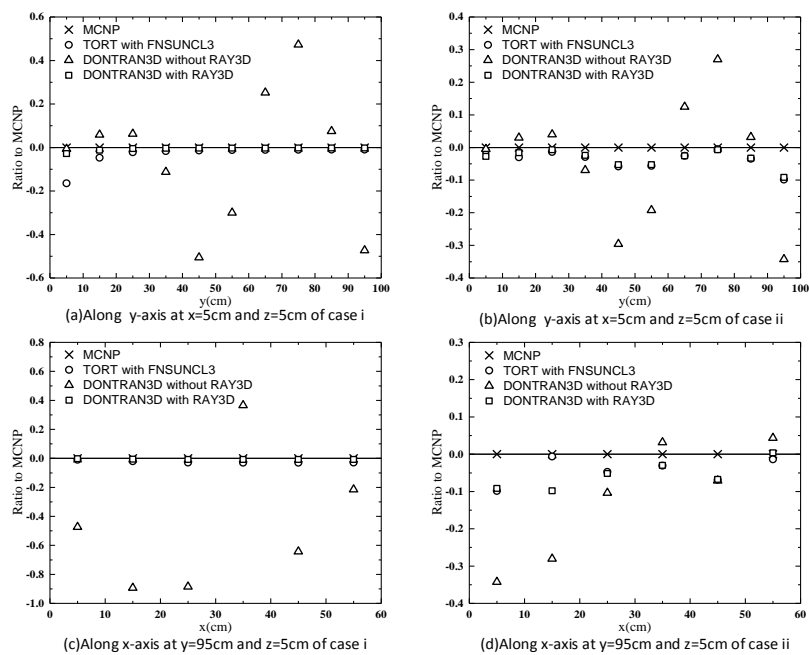 0.6
0.4
0.2
0.0
-0.2
-0.4
-0.6
Ratio to MCNP
MCNP
TORT with FNSUNCL3
DONTRAN3D without RAY3D
DONTRAN3D with RAY3D
0 10 20 30 40 50 60 70 80 90 100
y(cm)
(a)Along y-axis at x=5cm and z=5cm of case i
0.4
0.3
0.2
0.1
0.0
-0.1
-0.2
-0.3
-0.4
Ratio to MCNP
MCNP
TORT with FNSUNCL3
DONTRAN3D without RAY3D
DONTRAN3D with RAY3D
0 10 20 30 40 50 60 70 80 90 100
y(cm)
(b)Along y-axis at x=5cm and z=5cm of case ii
0.8
0.6
0.4
0.2
0.0
-0.2
-0.4
-0.6
-0.8
-1.0
Ratio to MCNP
MCNP
TORT with FNSUNCL3
DONTRAN3D without RAY3D
DONTRAN3D with RAY3D
0 10 20 30 40 50 60
x(cm)
(c)Along x-axis at y=95cm and z=5cm of case i
0.3
0.2
0.1
0.0
-0.1
-0.2
-0.3
-0.4
Ratio to MCNP
MCNP
TORT with FNSUNCL3
DONTRAN3D without RAY3D
DONTRAN3D with RAY3D
0 10 20 30 40 50 60
x(cm)
(d)Along x-axis at y=95cm and z=5cm of case ii